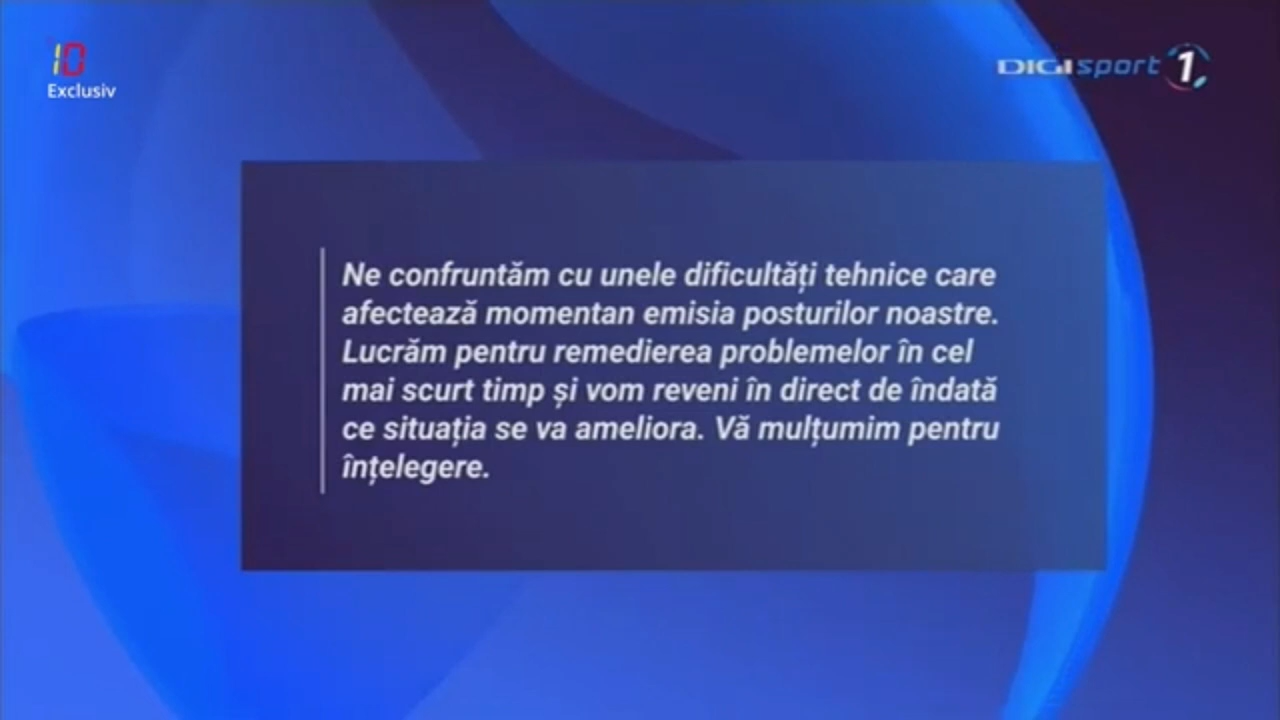 10
Exclusiv
DIGI sport 1
Ne confruntăm cu unele dificultăți tehnice care
afectează momentan emisia posturilor noastre.
Lucrăm pentru remedierea problemelor în cel
mai scurt timp și vom reveni în direct de îndată
ce situația se va ameliora. Vă mulțumim pentru
înțelegere.